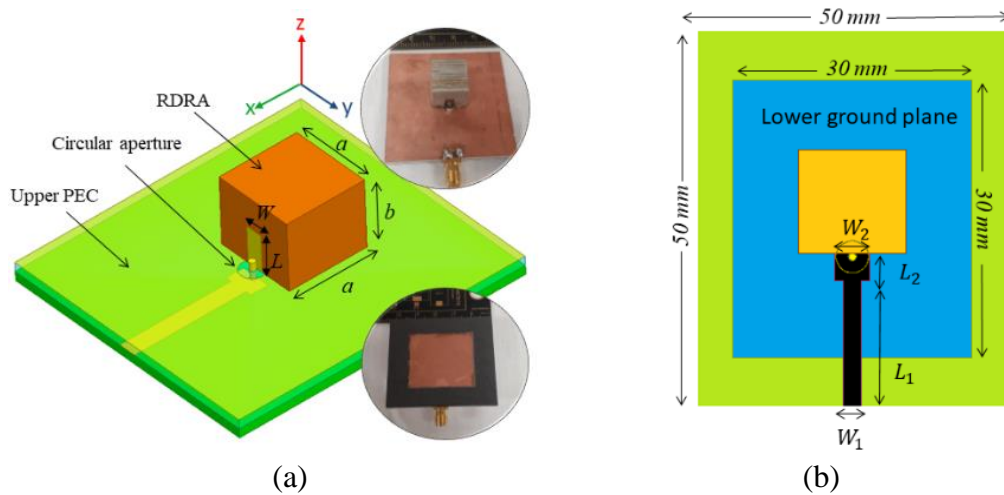 z
x
y
RDRA
Circular aperture
Upper PEC
a
b
W
L
a
(a)
50 mm
30 mm
Lower ground plane
50 mm
30 mm
W₂
L₂
L₁
W₁
(b)